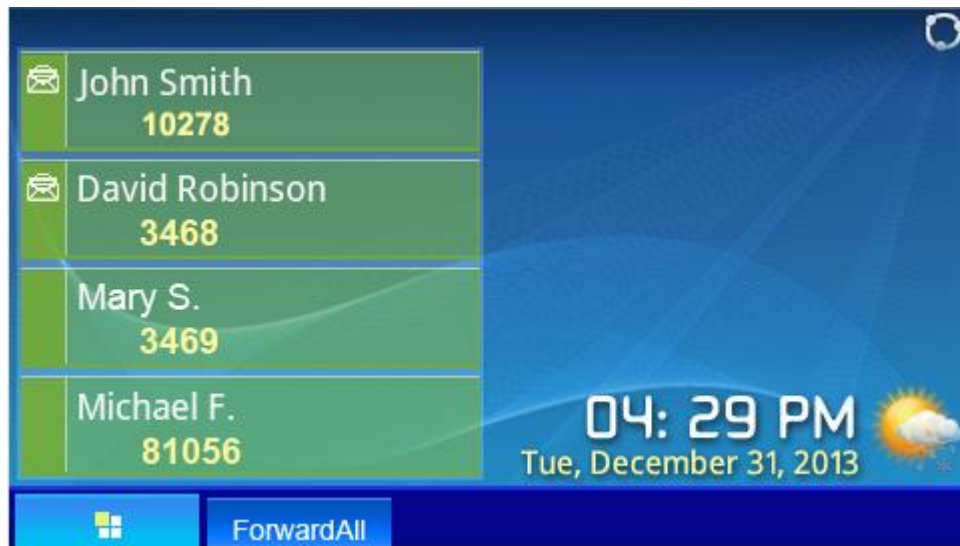 John Smith
10278
David Robinson
3468
Mary S.
3469
Michael F.
81056
04: 29 PM
Tue, December 31, 2013
ForwardAll